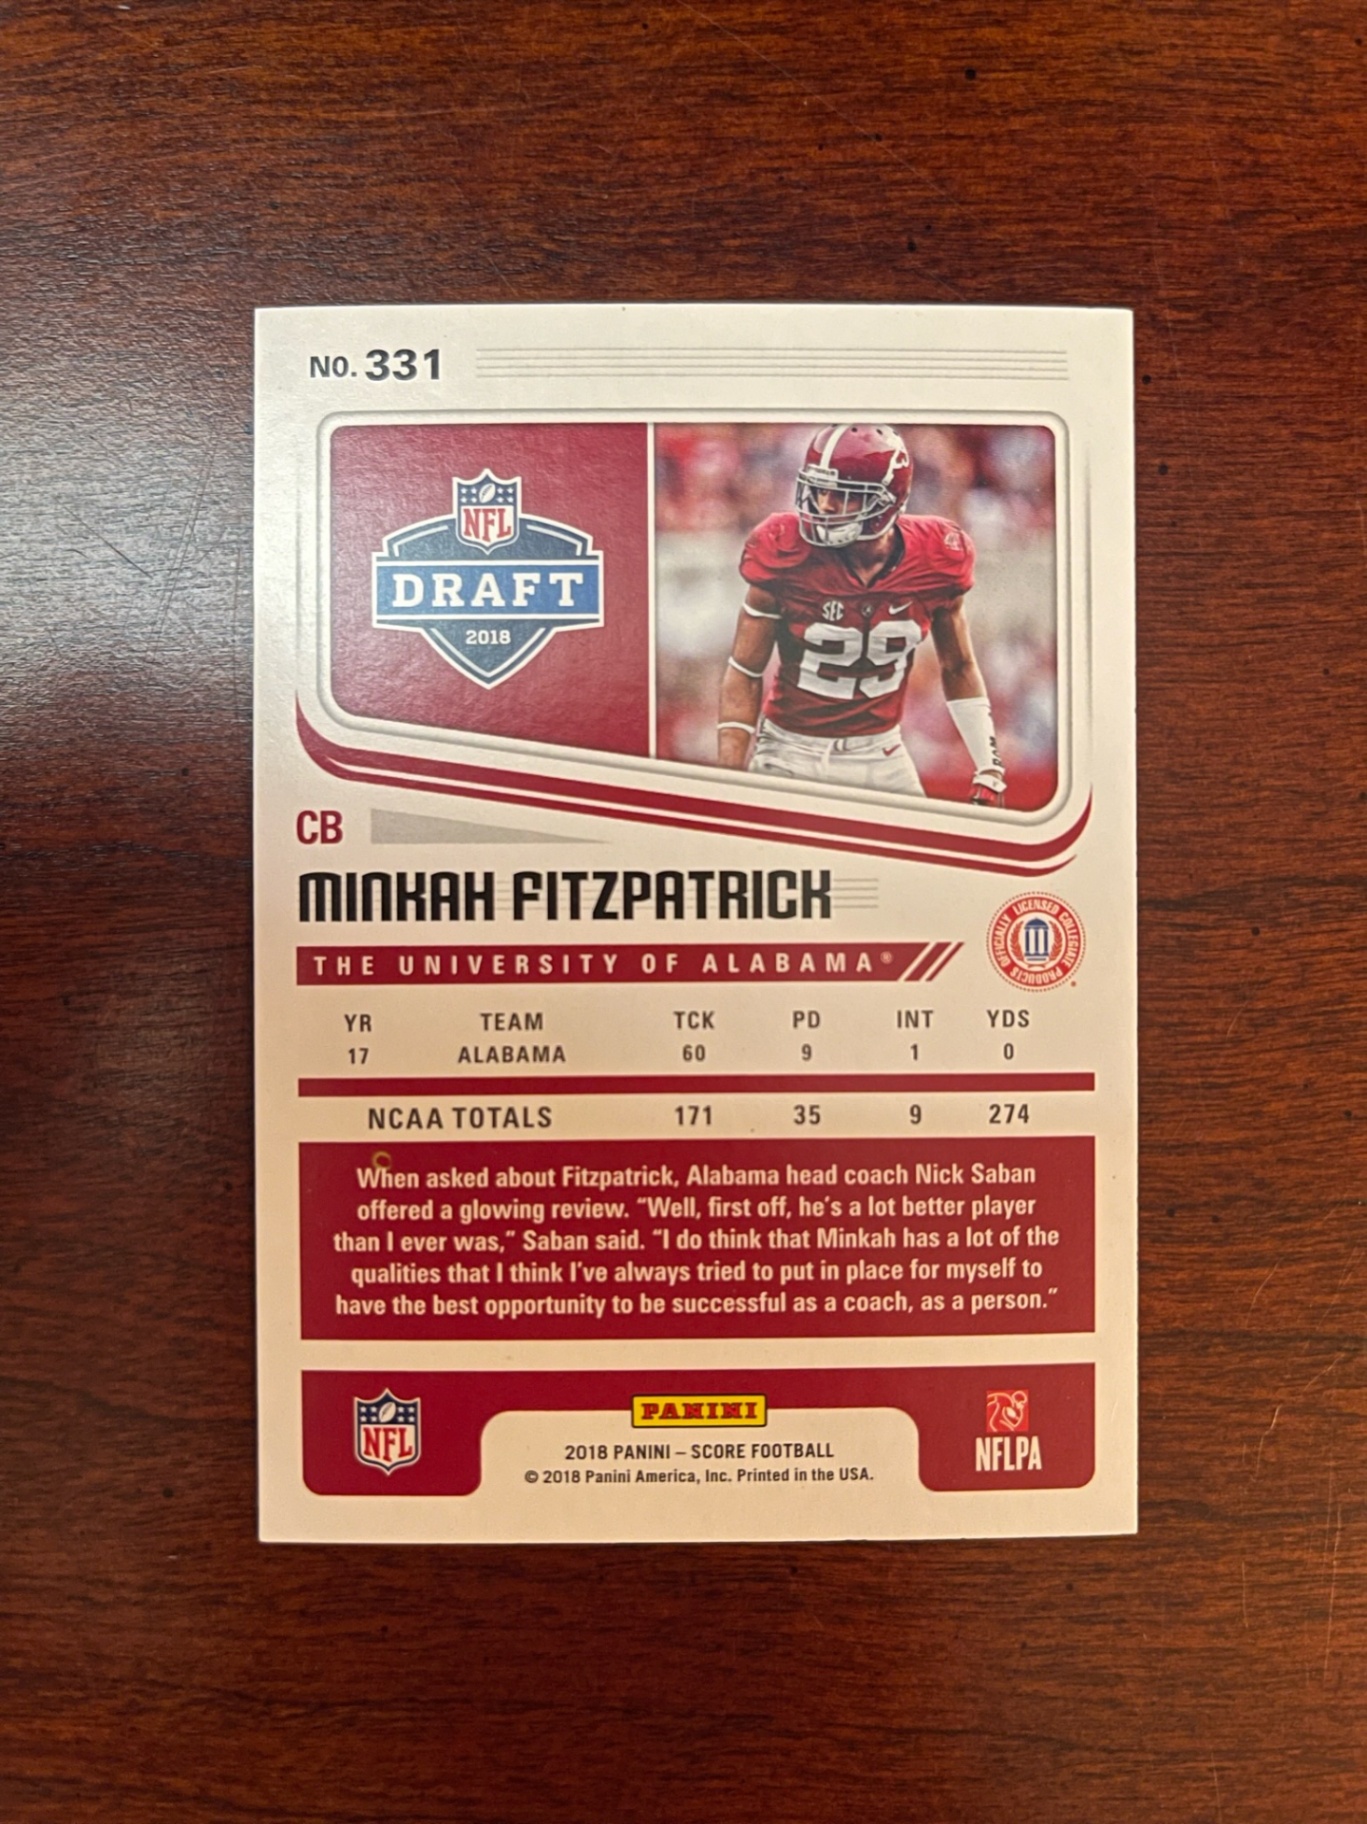 NO. 331
NFL
DRAFT
2018
SEC
29
CB
MINKAH FITZPATRICK
THE UNIVERSITY OF ALABAMA®
OFFICIALLY LICENSED COLLEGIATE PRODUCTS
YR TEAM TCK PD INT YDS
17 ALABAMA 60 9 1 0
NCAA TOTALS 171 35 9 274
When asked about Fitzpatrick, Alabama head coach Nick Saban
offered a glowing review. “Well, first off, he’s a lot better player
than I ever was,” Saban said. “I do think that Minkah has a lot of the
qualities that I think I’ve always tried to put in place for myself to
have the best opportunity to be successful as a coach, as a person.”
NFL
PANINI
2018 PANINI – SCORE FOOTBALL
© 2018 Panini America, Inc. Printed in the USA.
NFLPA